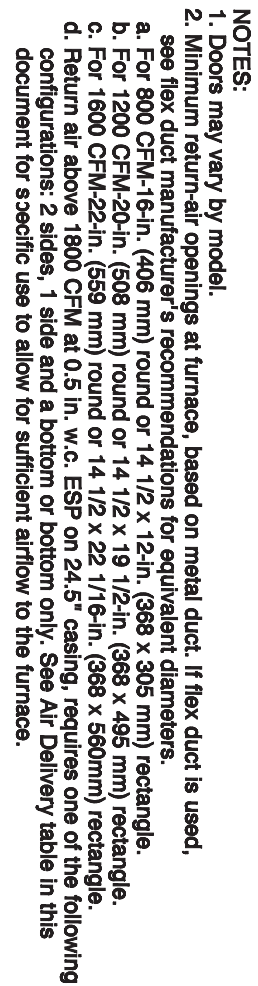 NOTES:
1. Doors may vary by model.
2. Minimum return-air openings at furnace, based on metal duct. If flex duct is used,
see flex duct manufacturer's recommendations for equivalent diameters.
a. For 800 CFM-16-in. (406 mm) round or 14 1/2 x 12-in. (368 x 305 mm) rectangle.
b. For 1200 CFM-20-in. (508 mm) round or 14 1/2 x 19 1/2-in. (368 x 495 mm) rectangle.
c. For 1600 CFM-22-in. (559 mm) round or 14 1/2 x 22 1/16-in. (368 x 560mm) rectangle.
d. Return air above 1800 CFM at 0.5 in. w.c. ESP on 24.5" casing, requires one of the following
configurations: 2 sides, 1 side and a bottom or bottom only. See Air Delivery table in this
document for specific use to allow for sufficient airflow to the furnace.